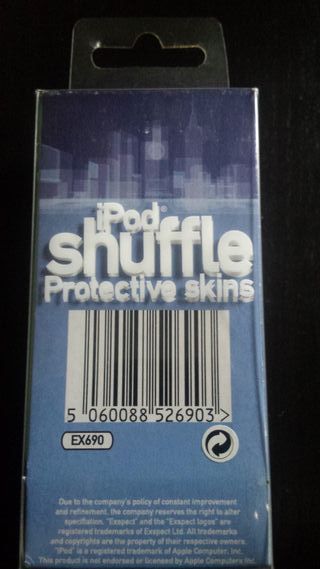 iPod®
shuffle
Protective skins
5 060088 526903 >
EX690
Due to the company's policy of constant improvement
and refinement, the company reserves the right to alter
specifiation. "Exspect" and the "Exspect logos" are
registered trademarks of Exspect Ltd. All trademarks
and copyrights are the property of their respective owners.
"iPod" is a registered trademark of Apple Computer, Inc.
This product is not endorsed or licensed by Apple Computers Inc.